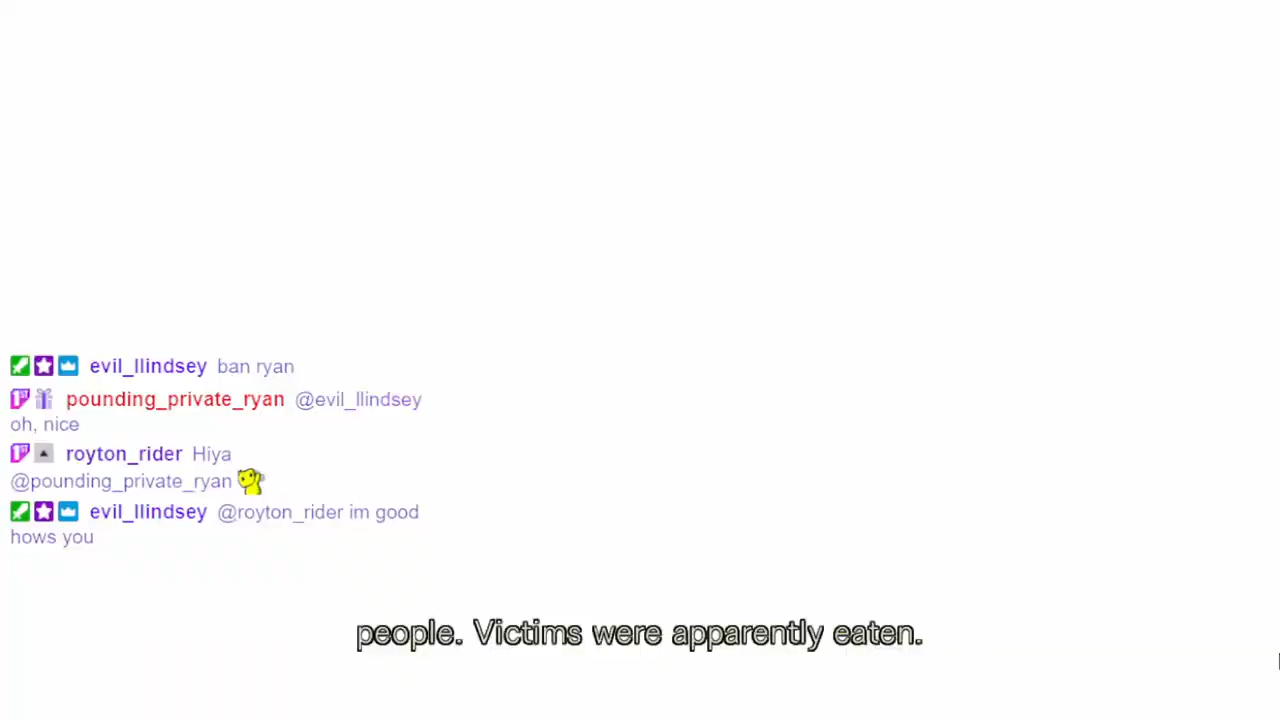 evil_llindsey ban ryan
pounding_private_ryan @evil_llindsey
oh, nice
royton_rider Hiya
@pounding_private_ryan
evil_llindsey @royton_rider im good
hows you
people. Victims were apparently eaten.